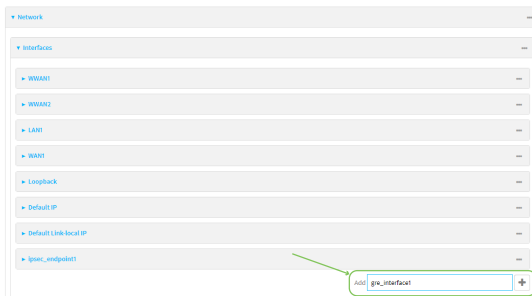 Network
Interfaces
WWAN1
WWAN2
LAN1
WAN1
Loopback
Default IP
Default Link-local IP
ipsec_endpoint1
Add gre_interface1